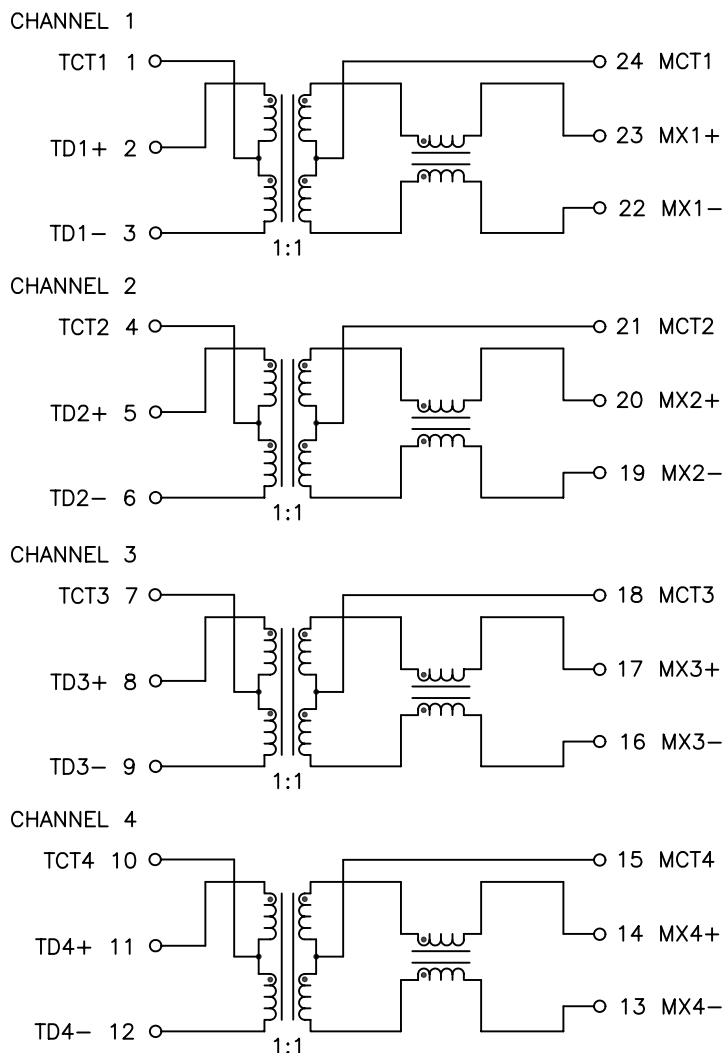 CHANNEL 1
TCT1 1 24 MCT1
TD1+ 2 23 MX1+
22 MX1−
TD1− 3
1:1
CHANNEL 2
TCT2 4 21 MCT2
TD2+ 5 20 MX2+
19 MX2−
TD2− 6
1:1
CHANNEL 3
TCT3 7 18 MCT3
TD3+ 8 17 MX3+
16 MX3−
TD3− 9
1:1
CHANNEL 4
TCT4 10 15 MCT4
TD4+ 11 14 MX4+
13 MX4−
TD4− 12
1:1